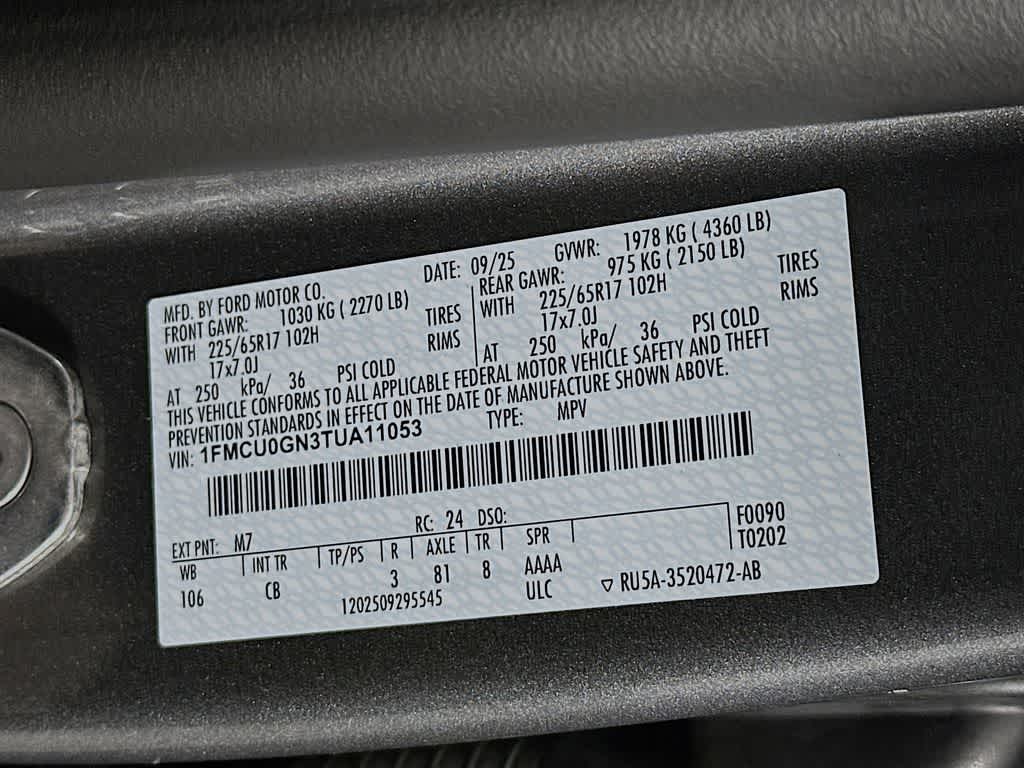 MFD. BY FORD MOTOR CO. DATE: 09/25 GVWR: 1978 KG ( 4360 LB)
FRONT GAWR: 1030 KG ( 2270 LB) REAR GAWR: 975 KG ( 2150 LB)
WITH 225/65R17 102H TIRES WITH 225/65R17 102H TIRES
17x7.0J RIMS 17x7.0J RIMS
AT 250 kPa/ 36 PSI COLD AT 250 kPa/ 36 PSI COLD
THIS VEHICLE CONFORMS TO ALL APPLICABLE FEDERAL MOTOR VEHICLE SAFETY AND THEFT
PREVENTION STANDARDS IN EFFECT ON THE DATE OF MANUFACTURE SHOWN ABOVE.
VIN: 1FMCU0GN3TUA11053 TYPE: MPV
EXT PNT: M7 RC: 24 DSO: F0090
WB INT TR TP/PS R AXLE TR SPR T0202
106 CB 3 81 8 AAAA
1202509295545 ULC ▽ RU5A-3520472-AB